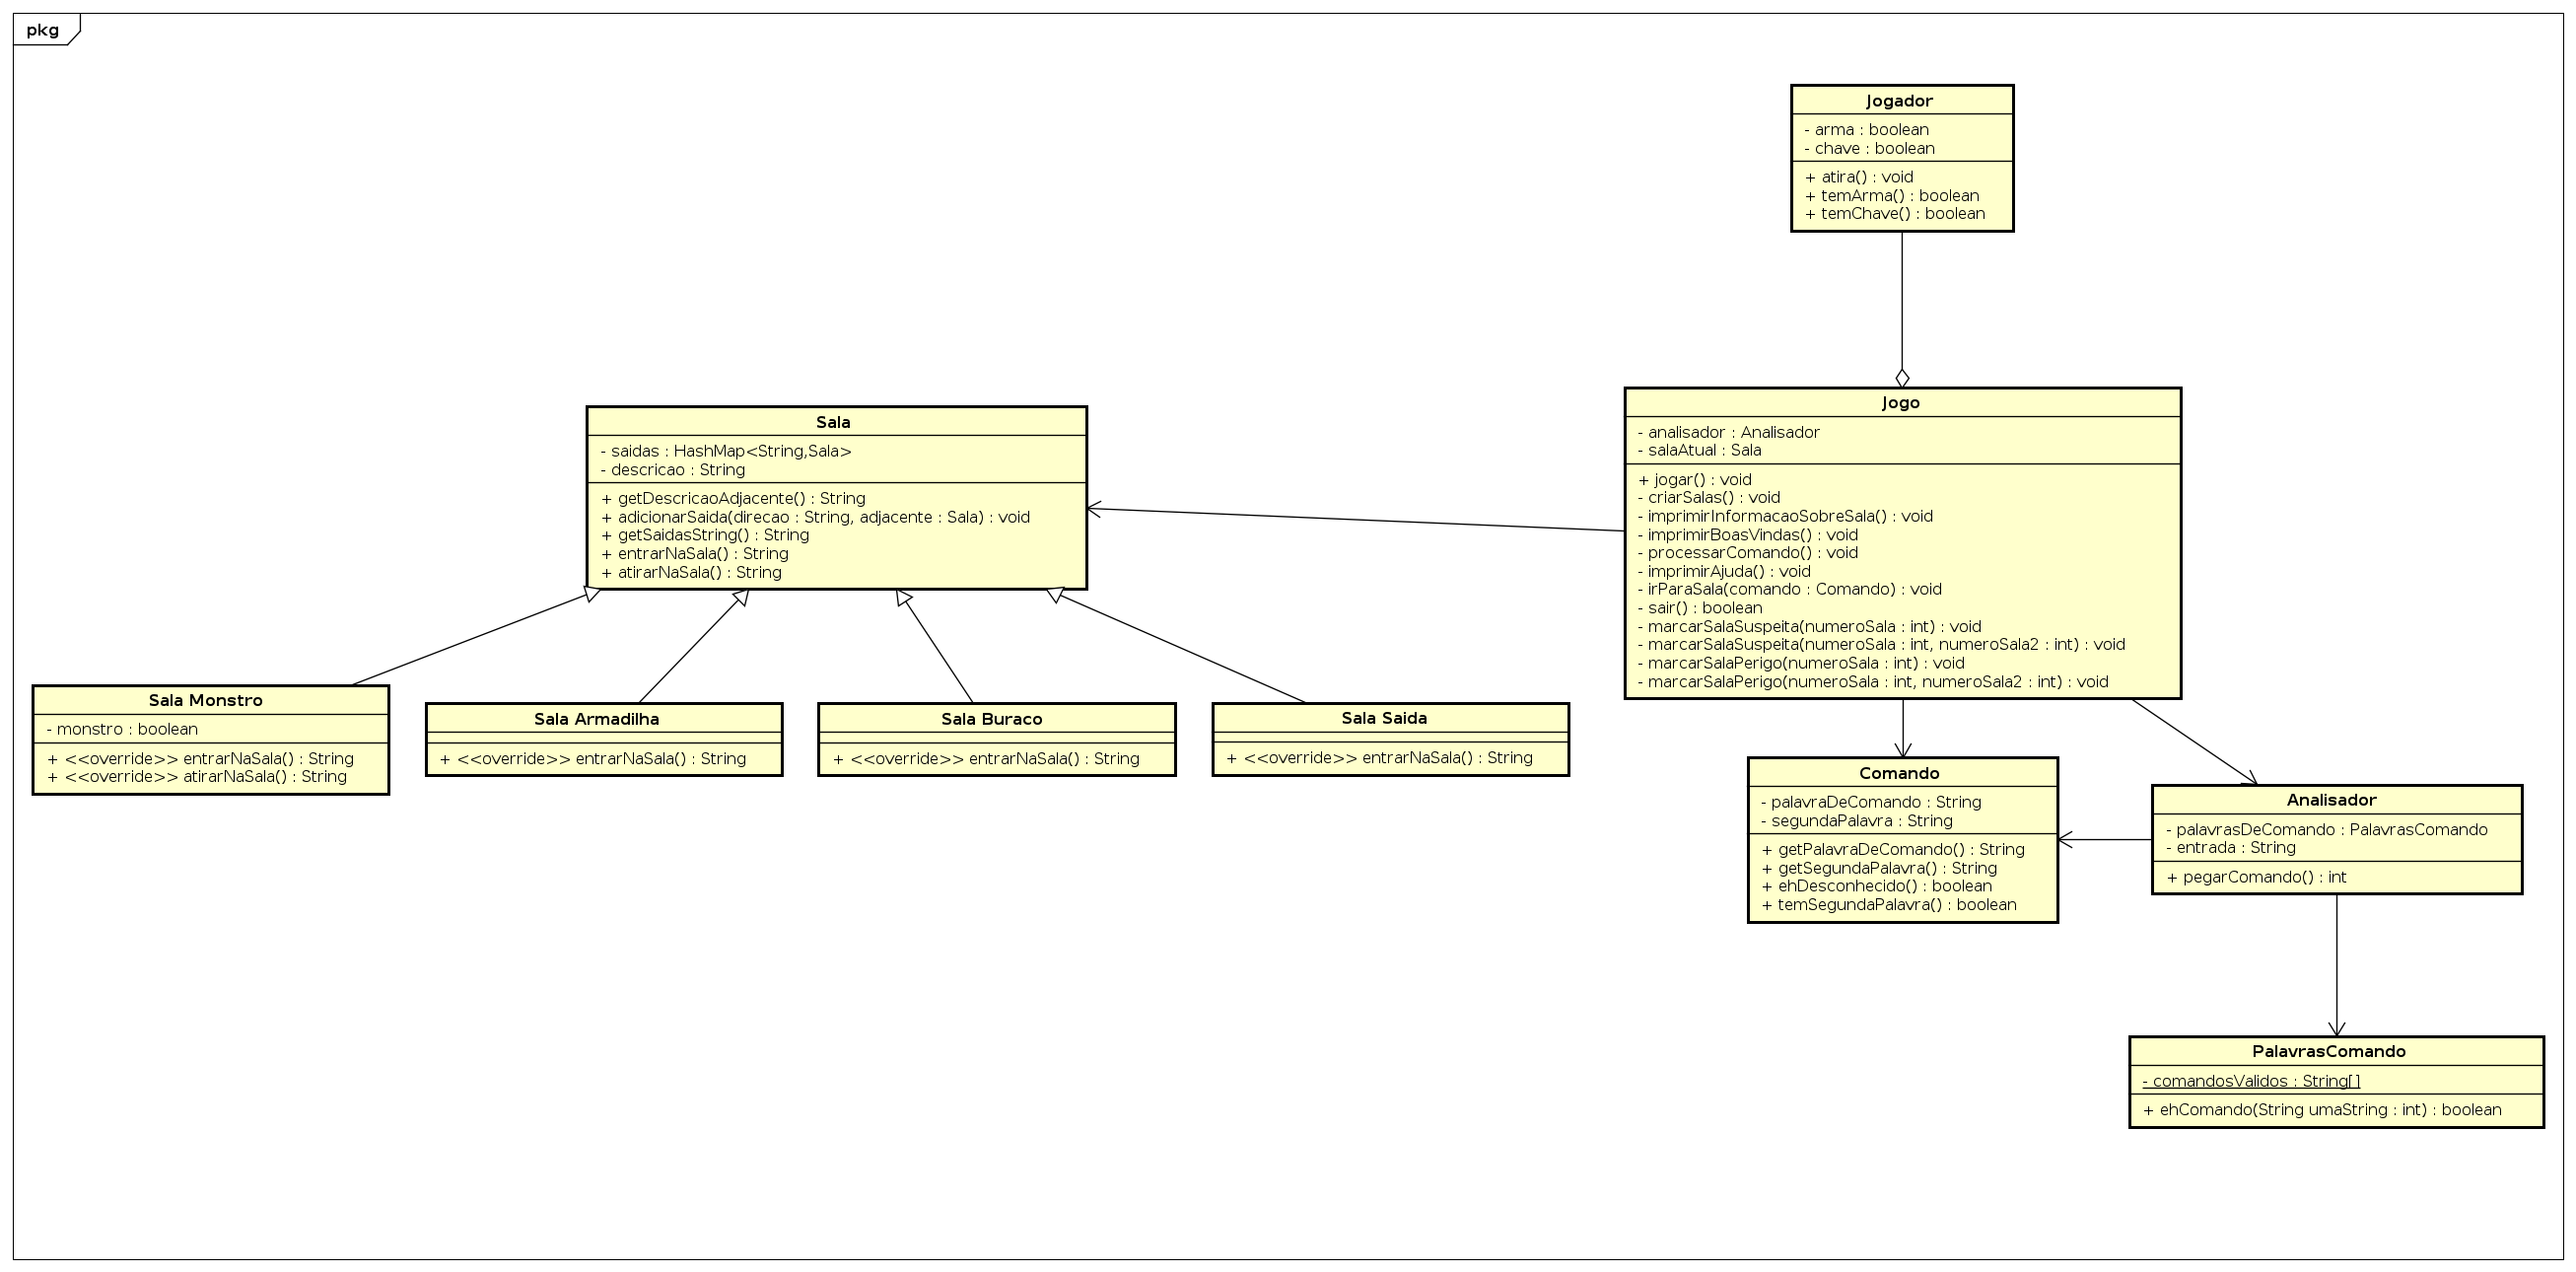 pkg
Jogador
- arma : boolean
- chave : boolean
+ atira() : void
+ temArma() : boolean
+ temChave() : boolean
Sala
- saidas : HashMap<String,Sala>
- descricao : String
+ getDescricaoAdjacente() : String
+ adicionarSaida(direcao : String, adjacente : Sala) : void
+ getSaidasString() : String
+ entrarNaSala() : String
+ atirarNaSala() : String
Jogo
- analisador : Analisador
- salaAtual : Sala
+ jogar() : void
- criarSalas() : void
- imprimirInformacaoSobreSala() : void
- imprimirBoasVindas() : void
- processarComando() : void
- imprimirAjuda() : void
- irParaSala(comando : Comando) : void
- sair() : boolean
- marcarSalaSuspeita(numeroSala : int) : void
- marcarSalaSuspeita(numeroSala : int, numeroSala2 : int) : void
- marcarSalaPerigo(numeroSala : int) : void
- marcarSalaPerigo(numeroSala : int, numeroSala2 : int) : void
Sala Monstro
- monstro : boolean
+ <<override>> entrarNaSala() : String
+ <<override>> atirarNaSala() : String
Sala Armadilha
+ <<override>> entrarNaSala() : String
Sala Buraco
+ <<override>> entrarNaSala() : String
Sala Saida
+ <<override>> entrarNaSala() : String
Comando
- palavraDeComando : String
- segundaPalavra : String
+ getPalavraDeComando() : String
+ getSegundaPalavra() : String
+ ehDesconhecido() : boolean
+ temSegundaPalavra() : boolean
Analisador
- palavrasDeComando : PalavrasComando
- entrada : String
+ pegarComando() : int
PalavrasComando
- comandosValidos : String[]
+ ehComando(String umaString : int) : boolean